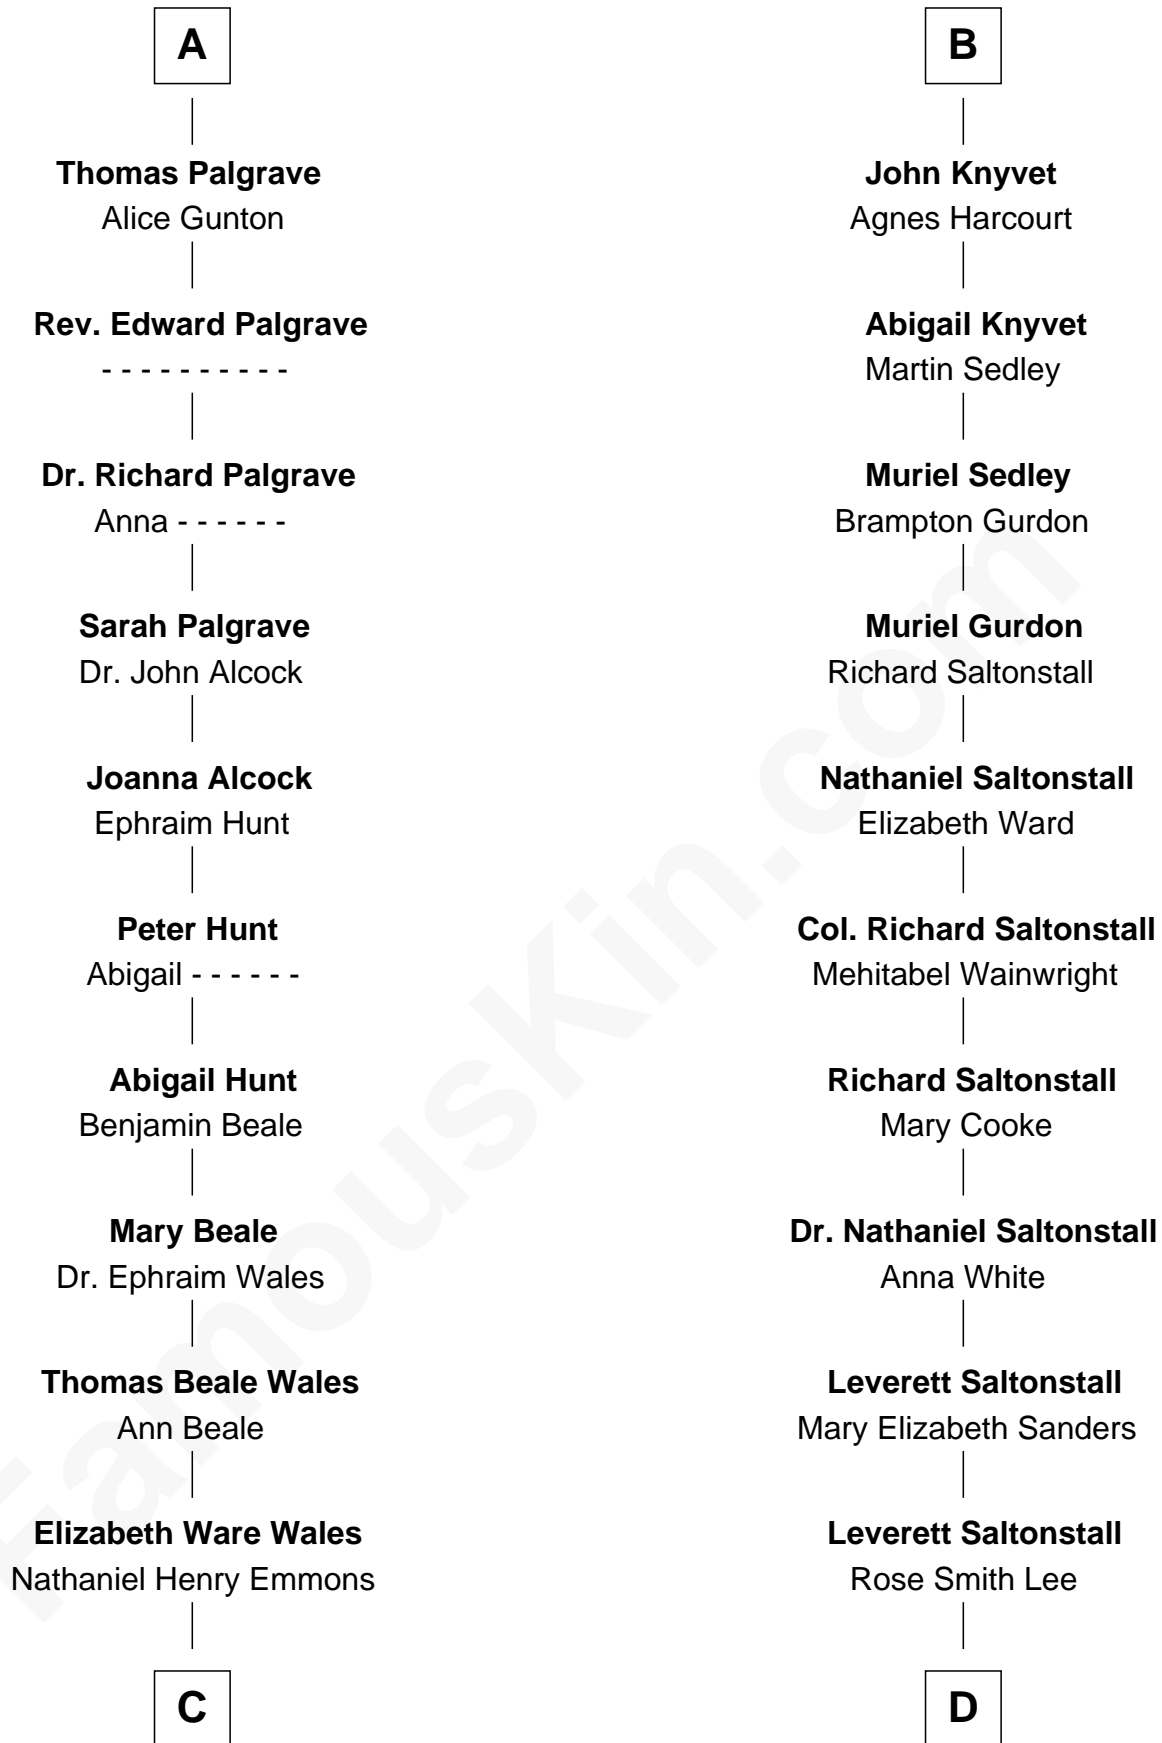 A
Thomas Palgrave
Alice Gunton
Rev. Edward Palgrave
- - - - - - - - - -
Dr. Richard Palgrave
Anna - - - - - -
Sarah Palgrave
Dr. John Alcock
Joanna Alcock
Ephraim Hunt
Peter Hunt
Abigail - - - - - -
Abigail Hunt
Benjamin Beale
Mary Beale
Dr. Ephraim Wales
Thomas Beale Wales
Ann Beale
Elizabeth Ware Wales
Nathaniel Henry Emmons
C
B
John Knyvet
Agnes Harcourt
Abigail Knyvet
Martin Sedley
Muriel Sedley
Brampton Gurdon
Muriel Gurdon
Richard Saltonstall
Nathaniel Saltonstall
Elizabeth Ward
Col. Richard Saltonstall
Mehitabel Wainwright
Richard Saltonstall
Mary Cooke
Dr. Nathaniel Saltonstall
Anna White
Leverett Saltonstall
Mary Elizabeth Sanders
Leverett Saltonstall
Rose Smith Lee
D
FamousKin.com